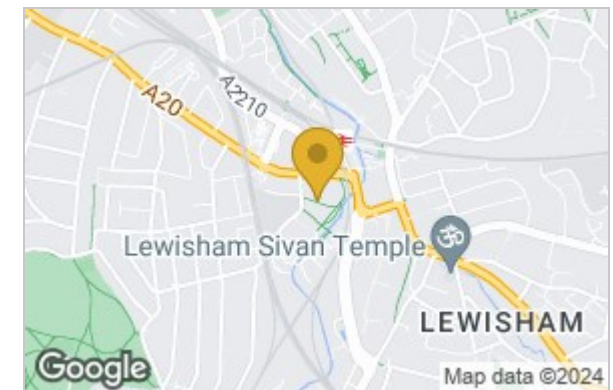 A20
A2210
Lewisham Sivan Temple
ॐ
LEWISHAM
Google
Map data ©2024